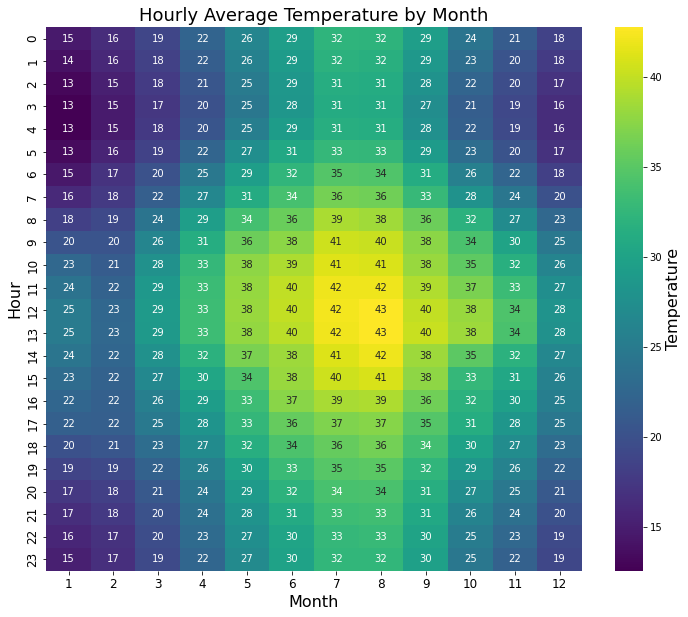 Hourly Average Temperature by Month
0 15 16 19 22 26 29 32 32 29 24 21 18
1 14 16 18 22 26 29 32 32 29 23 20 18
2 13 15 18 21 25 29 31 31 28 22 20 17
3 13 15 17 20 25 28 31 31 27 21 19 16
4 13 15 18 20 25 29 31 31 28 22 19 16
5 13 16 19 22 27 31 33 33 29 23 20 17
6 15 17 20 25 29 32 35 34 31 26 22 18
7 16 18 22 27 31 34 36 36 33 28 24 20
8 18 19 24 29 34 36 39 38 36 32 27 23
9 20 20 26 31 36 38 41 40 38 34 30 25
10 23 21 28 33 38 39 41 41 38 35 32 26
11 24 22 29 33 38 40 42 42 39 37 33 27
12 25 23 29 33 38 40 42 43 40 38 34 28
13 25 23 29 33 38 40 42 43 40 38 34 28
14 24 22 28 32 37 38 41 42 38 35 32 27
15 23 22 27 30 34 38 40 41 38 33 31 26
16 22 22 26 29 33 37 39 39 36 32 30 25
17 22 22 25 28 33 36 37 37 35 31 28 25
18 20 21 23 27 32 34 36 36 34 30 27 23
19 19 19 22 26 30 33 35 35 32 29 26 22
20 17 18 21 24 29 32 34 34 31 27 25 21
21 17 18 20 24 28 31 33 33 31 26 24 20
22 16 17 20 23 27 30 33 33 30 25 23 19
23 15 17 19 22 27 30 32 32 30 25 22 19
1 2 3 4 5 6 7 8 9 10 11 12
Month
Hour
40
35
30
25
20
15
Temperature